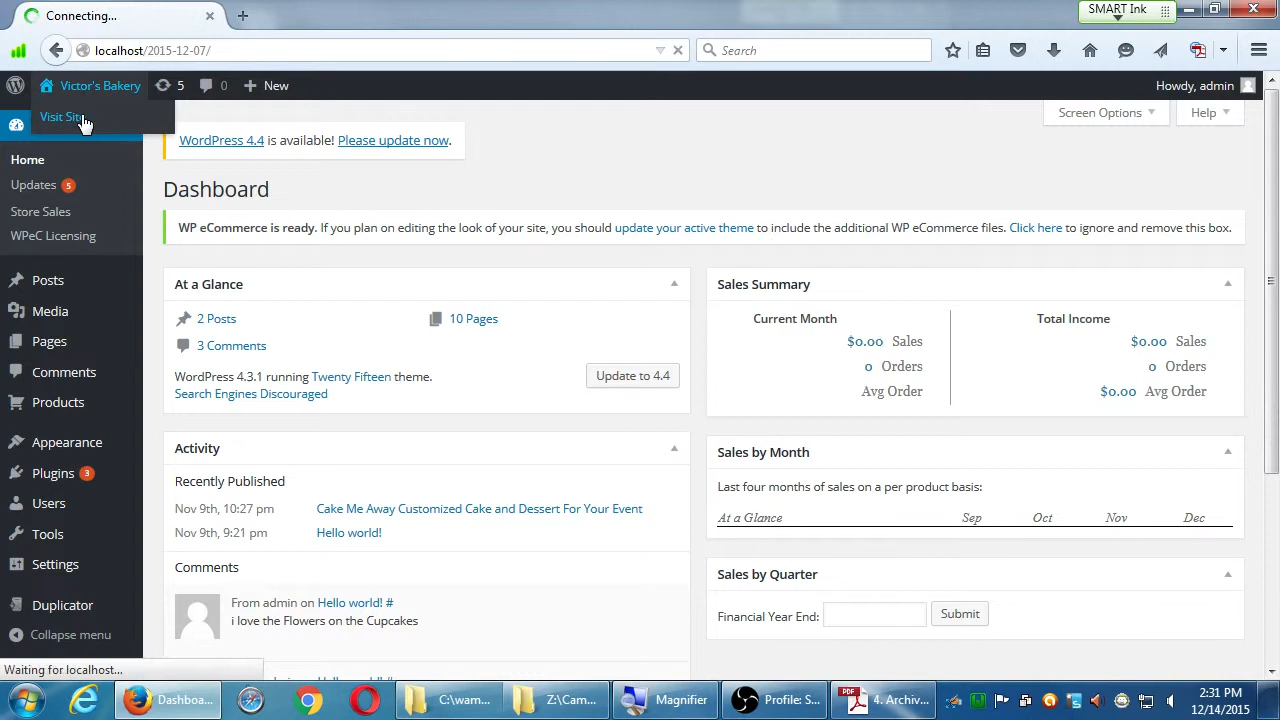 Connecting...
SMART Ink
localhost/2015-12-07/
Search
Victor's Bakery
5
0
New
Howdy, admin
Visit Site
Screen Options
Help
WordPress 4.4 is available! Please update now.
Home
Updates 5
Store Sales
WPeC Licensing
Posts
Media
Pages
Comments
Products
Appearance
Plugins 3
Users
Tools
Settings
Duplicator
Collapse menu
Dashboard
WP eCommerce is ready. If you plan on editing the look of your site, you should update your active theme to include the additional WP eCommerce files. Click here to ignore and remove this box.
At a Glance
2 Posts
10 Pages
3 Comments
WordPress 4.3.1 running Twenty Fifteen theme.
Update to 4.4
Search Engines Discouraged
Activity
Recently Published
Nov 9th, 10:27 pm Cake Me Away Customized Cake and Dessert For Your Event
Nov 9th, 9:21 pm Hello world!
Comments
From admin on Hello world! #
i love the Flowers on the Cupcakes
Sales Summary
Current Month
Total Income
$0.00 Sales
$0.00 Sales
0 Orders
0 Orders
Avg Order
$0.00 Avg Order
Sales by Month
Last four months of sales on a per product basis:
At a Glance Sep Oct Nov Dec
Sales by Quarter
Financial Year End:
Submit
Waiting for localhost...
Dashboa...
C:\wam...
Z:\Cam...
Magnifier
Profile: S...
PDF
4. Archiv...
2:31 PM
12/14/2015